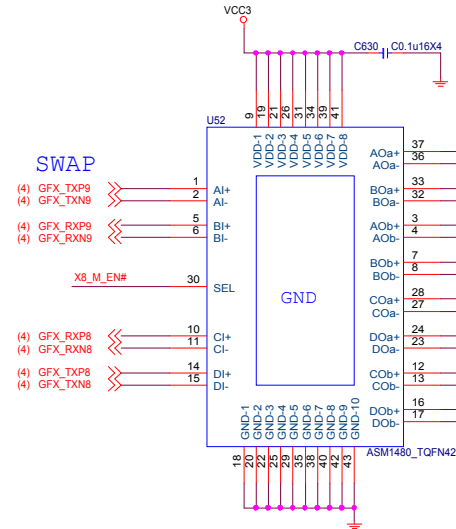 VCC3
C630 C0.1u16X4
U52
9 19 21 26 31 34 39 41
VDD-1 VDD-2 VDD-3 VDD-4 VDD-5 VDD-6 VDD-7 VDD-8
SWAP
(4) GFX_TXP9 1 AI+
(4) GFX_TXN9 2 AI-
(4) GFX_RXP9 5 BI+
(4) GFX_RXN9 6 BI-
X8_M_EN# 30 SEL
(4) GFX_RXP8 10 CI+
(4) GFX_RXN8 11 CI-
(4) GFX_TXP8 14 DI+
(4) GFX_TXN8 15 DI-
GND
AOa+ 37
AOa- 36
BOa+ 33
BOa- 32
AOb+ 3
AOb- 4
BOb+ 7
BOb- 8
COa+ 28
COa- 27
DOa+ 24
DOa- 23
COb+ 12
COb- 13
DOb+ 16
DOb- 17
GND-1 GND-2 GND-3 GND-4 GND-5 GND-6 GND-7 GND-8 GND-9 GND-10
18 20 22 25 29 35 38 40 42 43
ASM1480_TQFN42